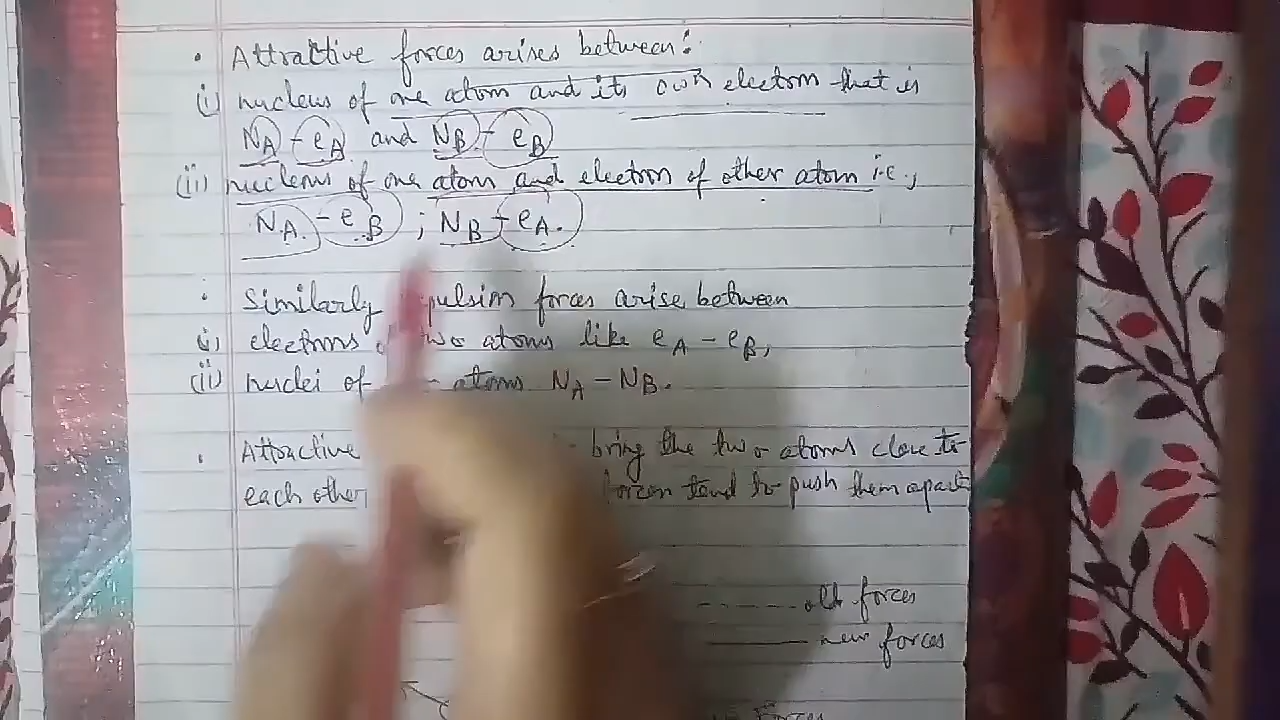 • Attractive forces arises between:
(i) nucleus of one atom and its own electron that is
NA - eA and NB - eB
(ii) nucleus of one atom and electron of other atom i.e.,
NA - eB ; NB - eA.
• Similarly forces arise between
(i) electrons two atoms like eA - eB,
(ii) nuclei of atoms NA - NB.
• Attractive bring the two atoms close to
each other forces tend to push them apart
------- old forces
——— new forces
Forces